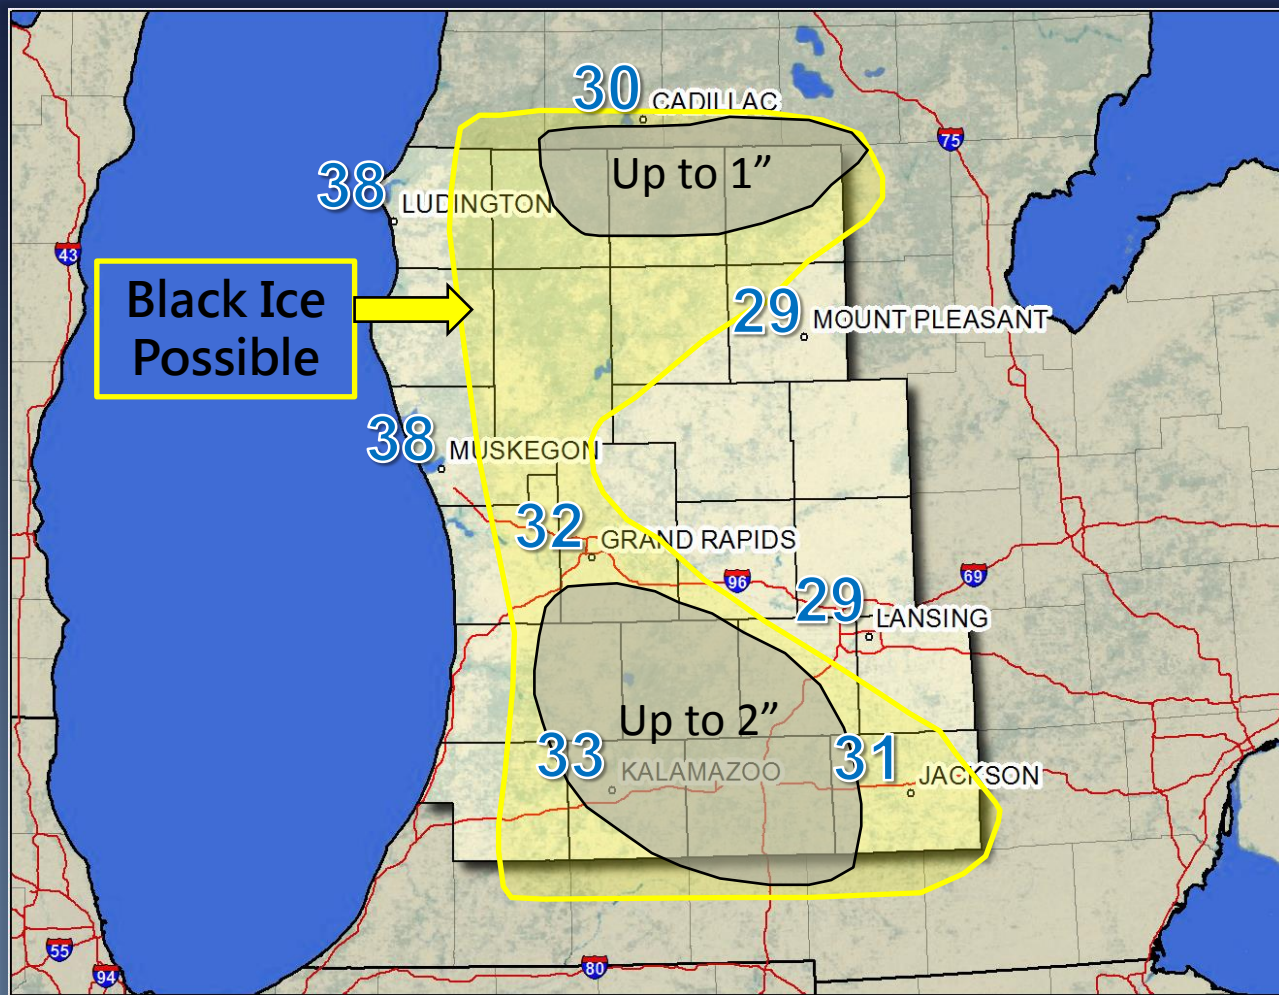 30
CADILLAC
Up to 1”
75
38
LUDINGTON
43
Black Ice
Possible
29
MOUNT PLEASANT
38
MUSKEGON
32
GRAND RAPIDS
96
69
29
LANSING
Up to 2”
33
KALAMAZOO
31
JACKSON
55
94
80